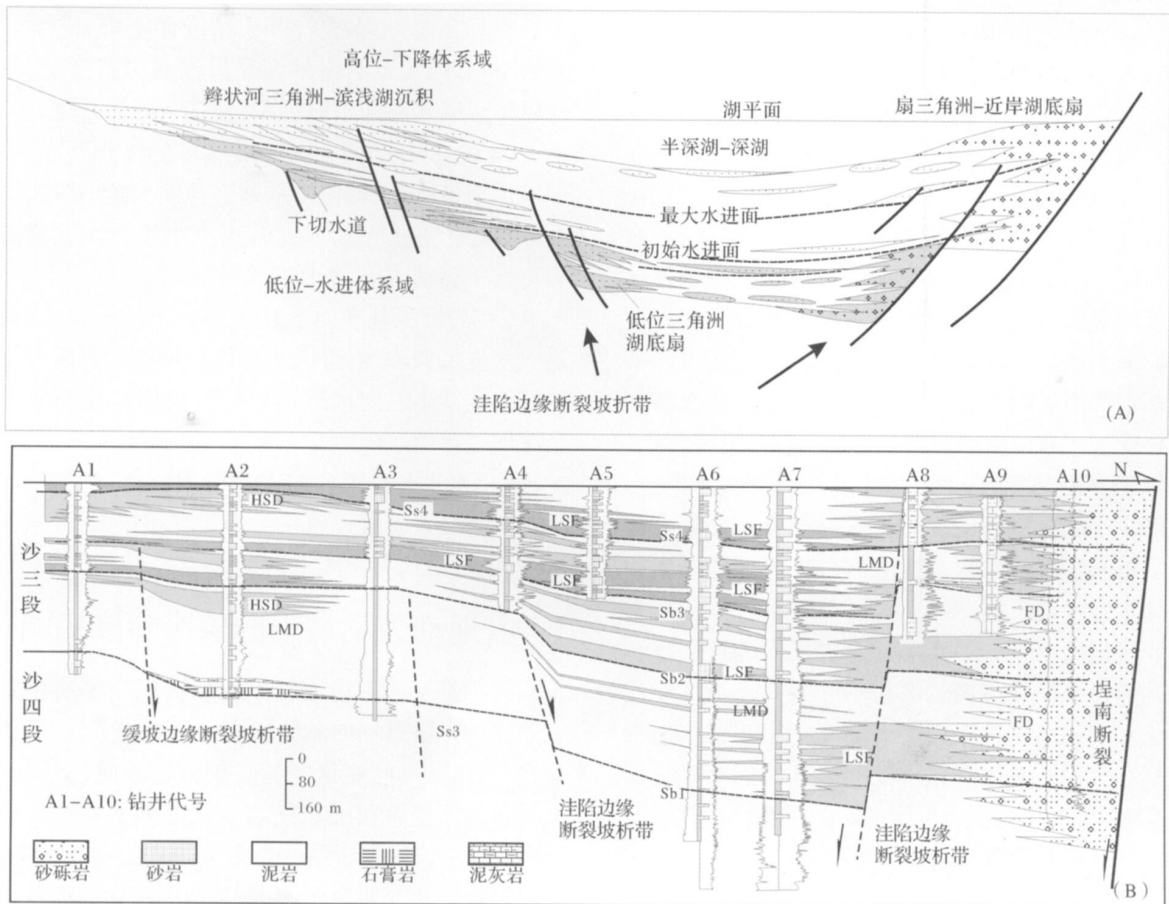 高位-下降体系域
辫状河三角洲-滨浅湖沉积
湖平面
扇三角洲-近岸湖底扇
半深湖-深湖
最大水进面
下切水道
初始水进面
低位-水进体系域
低位三角洲
湖底扇
洼陷边缘断裂坡折带
(A)
A1 A2 A3 A4 A5 A6 A7 A8 A9 A10 N
HSD
Ss4
LSF
LSF
Ss4
沙三段
LSF
LMD
LSF
HSD
Sb3
FD
LMD
LSF
Sb2
沙四段
LMD
FD
埕南断裂
缓坡边缘断裂坡析带
Ss3
LSF
Sb1
0
80
160 m
A1-A10: 钻井代号
洼陷边缘
断裂坡析带
洼陷边缘
断裂坡析带
砂砾岩 砂岩 泥岩 石膏岩 泥灰岩
(B)